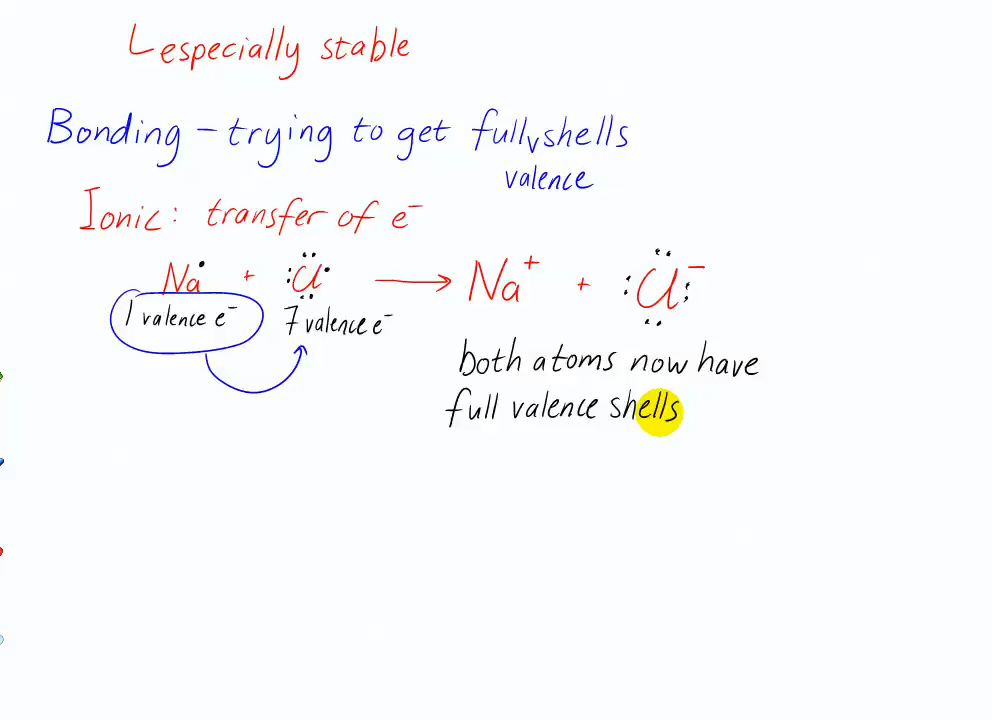 especially stable
Bonding - trying to get full valence shells
Ionic: transfer of e⁻
Na + Cl → Na⁺ + Cl⁻
1 valence e⁻ 7 valence e⁻
both atoms now have
full valence shells